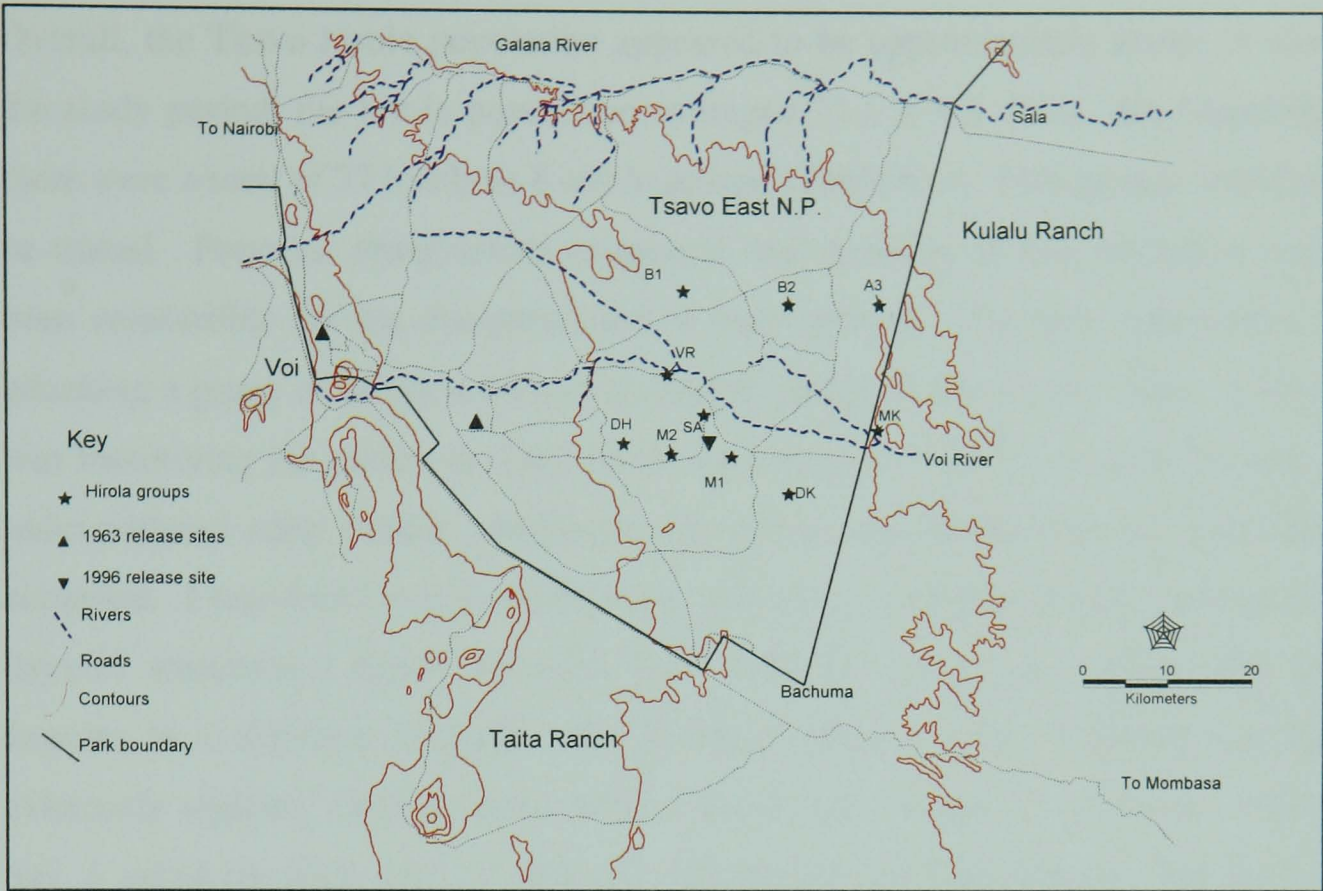 Galana River
To Nairobi
Sala
Tsavo East N.P.
Kulalu Ranch
B1
B2
A3
VR
Voi
DH
M2
SA
MK
Key
M1
Voi River
Hirola groups
DK
1963 release sites
1996 release site
Rivers
Roads
0 10 20
Contours
Bachuma
Kilometers
Park boundary
Taita Ranch
To Mombasa